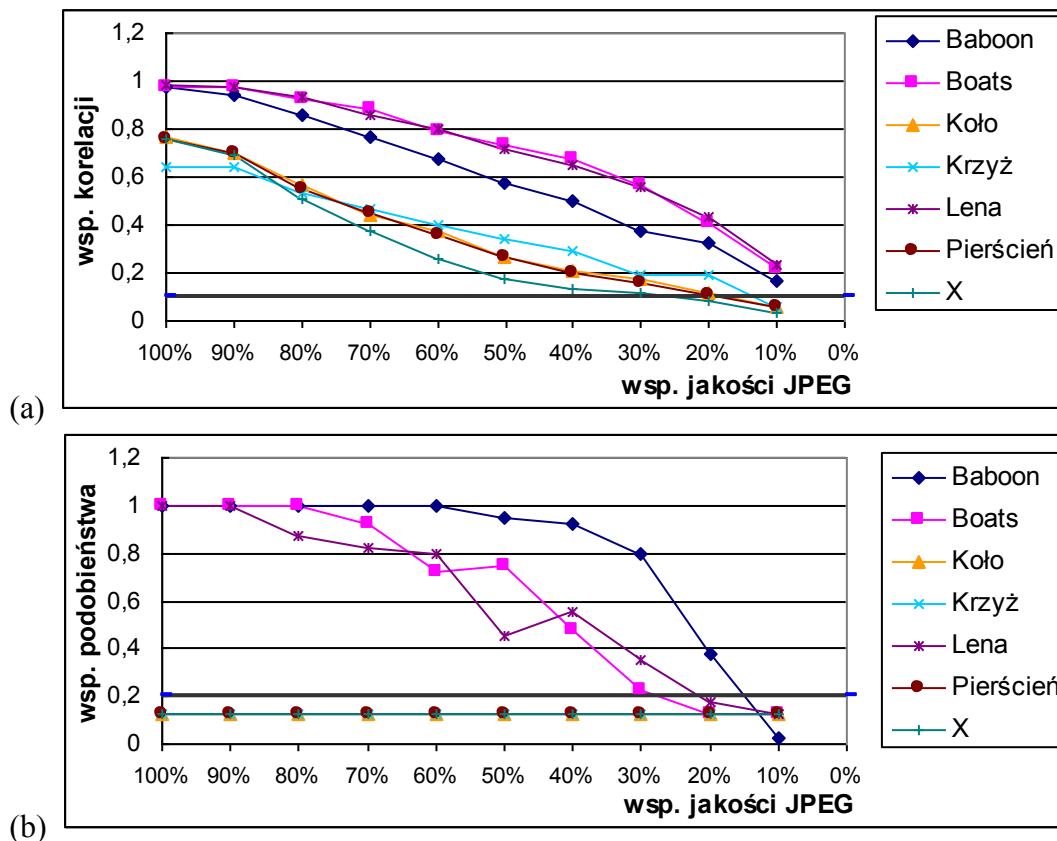 1,2
1
0,8
0,6
0,4
0,2
0
wsp. korelacji
100% 90% 80% 70% 60% 50% 40% 30% 20% 10% 0%
wsp. jakości JPEG
Baboon
Boats
Koło
Krzyż
Lena
Pierścień
X
(a)
1,2
1
0,8
0,6
0,4
0,2
0
wsp. podobieństwa
100% 90% 80% 70% 60% 50% 40% 30% 20% 10% 0%
wsp. jakości JPEG
Baboon
Boats
Koło
Krzyż
Lena
Pierścień
X
(b)